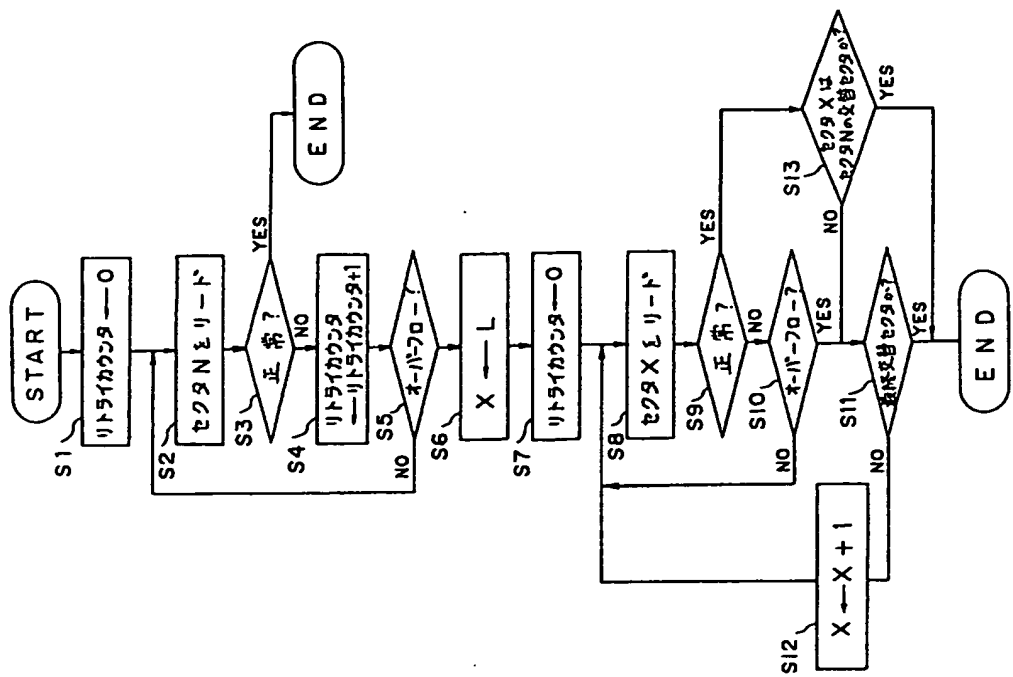 START
S1
リトライカウンタ←0
S2
セクタNをリード
S3
正常?
YES
END
NO
S4
リトライカウンタ
←リトライカウンタ+1
S5
オーバーフロー?
NO
S6
X←L
S7
リトライカウンタ←0
S8
セクタXをリード
S9
正常?
YES
NO
S10
オーバーフロー?
NO
YES
S11
最終交替セクタか?
NO
YES
S12
X←X+1
S13
セクタXは
セクタNの交替セクタか?
NO
YES
END